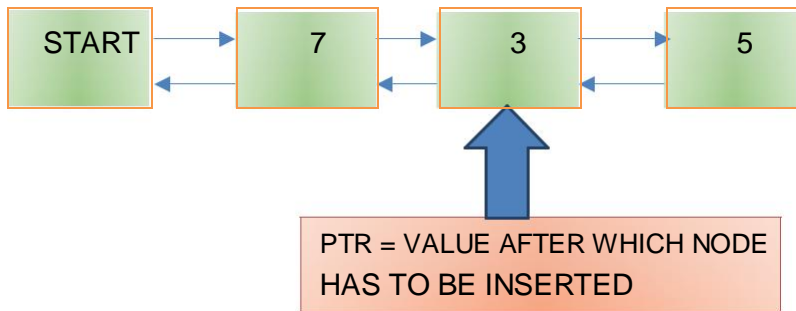 START 7 3 5
PTR = VALUE AFTER WHICH NODE
HAS TO BE INSERTED